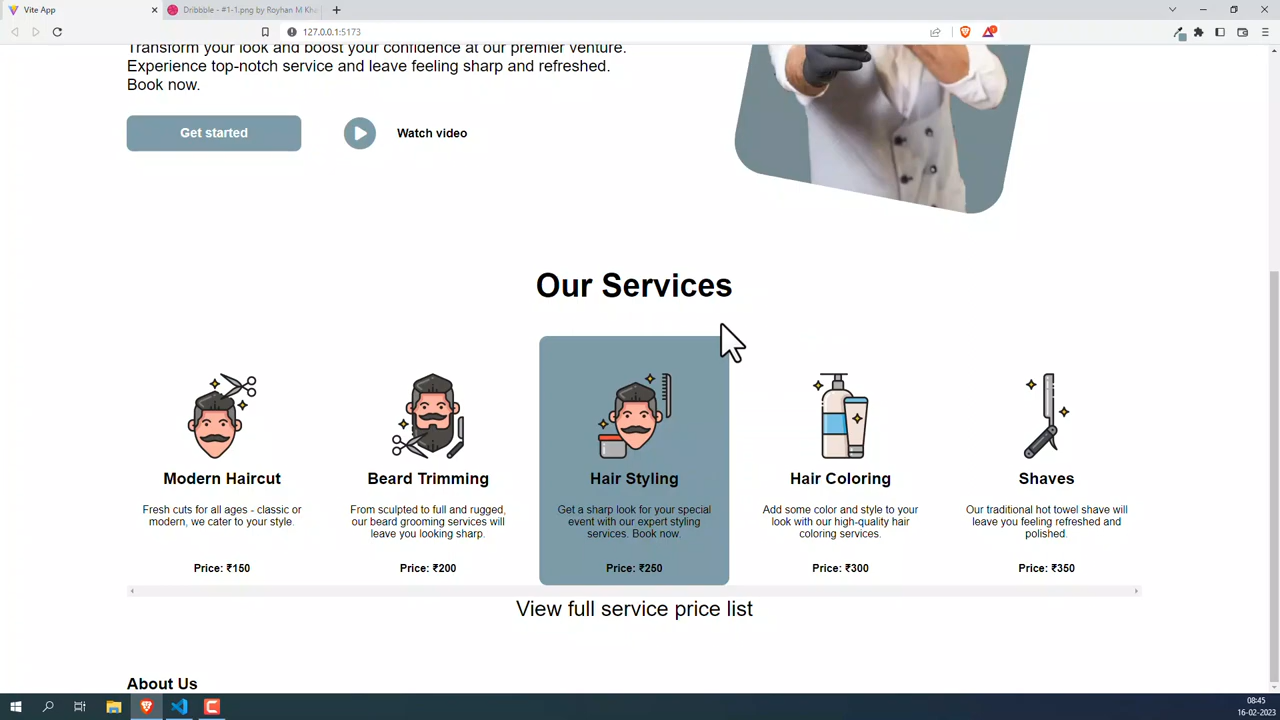 Vite App
Dribbble - #1-1.png by Royhan M Kha
127.0.0.1:5173
Transform your look and boost your confidence at our premier venture.
Experience top-notch service and leave feeling sharp and refreshed.
Book now.
Get started
Watch video
Our Services
Modern Haircut
Fresh cuts for all ages - classic or
modern, we cater to your style.
Price: ₹150
Beard Trimming
From sculpted to full and rugged,
our beard grooming services will
leave you looking sharp.
Price: ₹200
Hair Styling
Get a sharp look for your special
event with our expert styling
services. Book now.
Price: ₹250
Hair Coloring
Add some color and style to your
look with our high-quality hair
coloring services.
Price: ₹300
Shaves
Our traditional hot towel shave will
leave you feeling refreshed and
polished.
Price: ₹350
View full service price list
About Us
08:45
16-02-2023